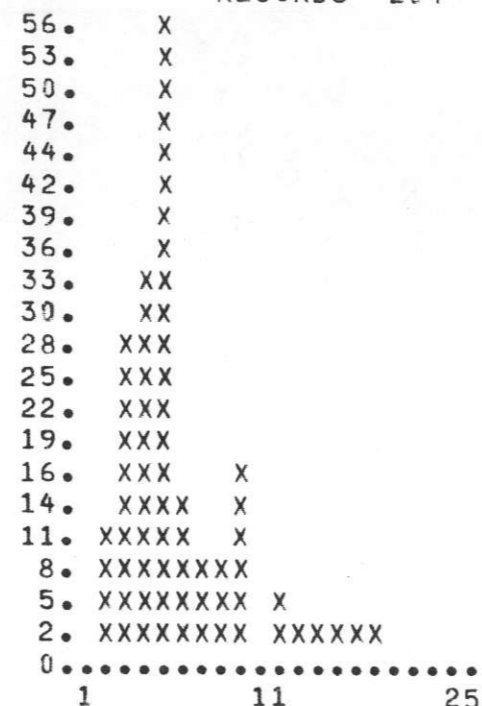 RECORDS
56.    X
53.    X
50.    X
47.    X
44.    X
42.    X
39.    X
36.    X
33.   XX
30.   XX
28.  XXX
25.  XXX
22.  XXX
19.  XXX
16.  XXX   X
14.  XXXX  X
11. XXXXX  X
8. XXXXXXXX
5. XXXXXXXX X
2. XXXXXXXX XXXXXX
0......................
1 11 25